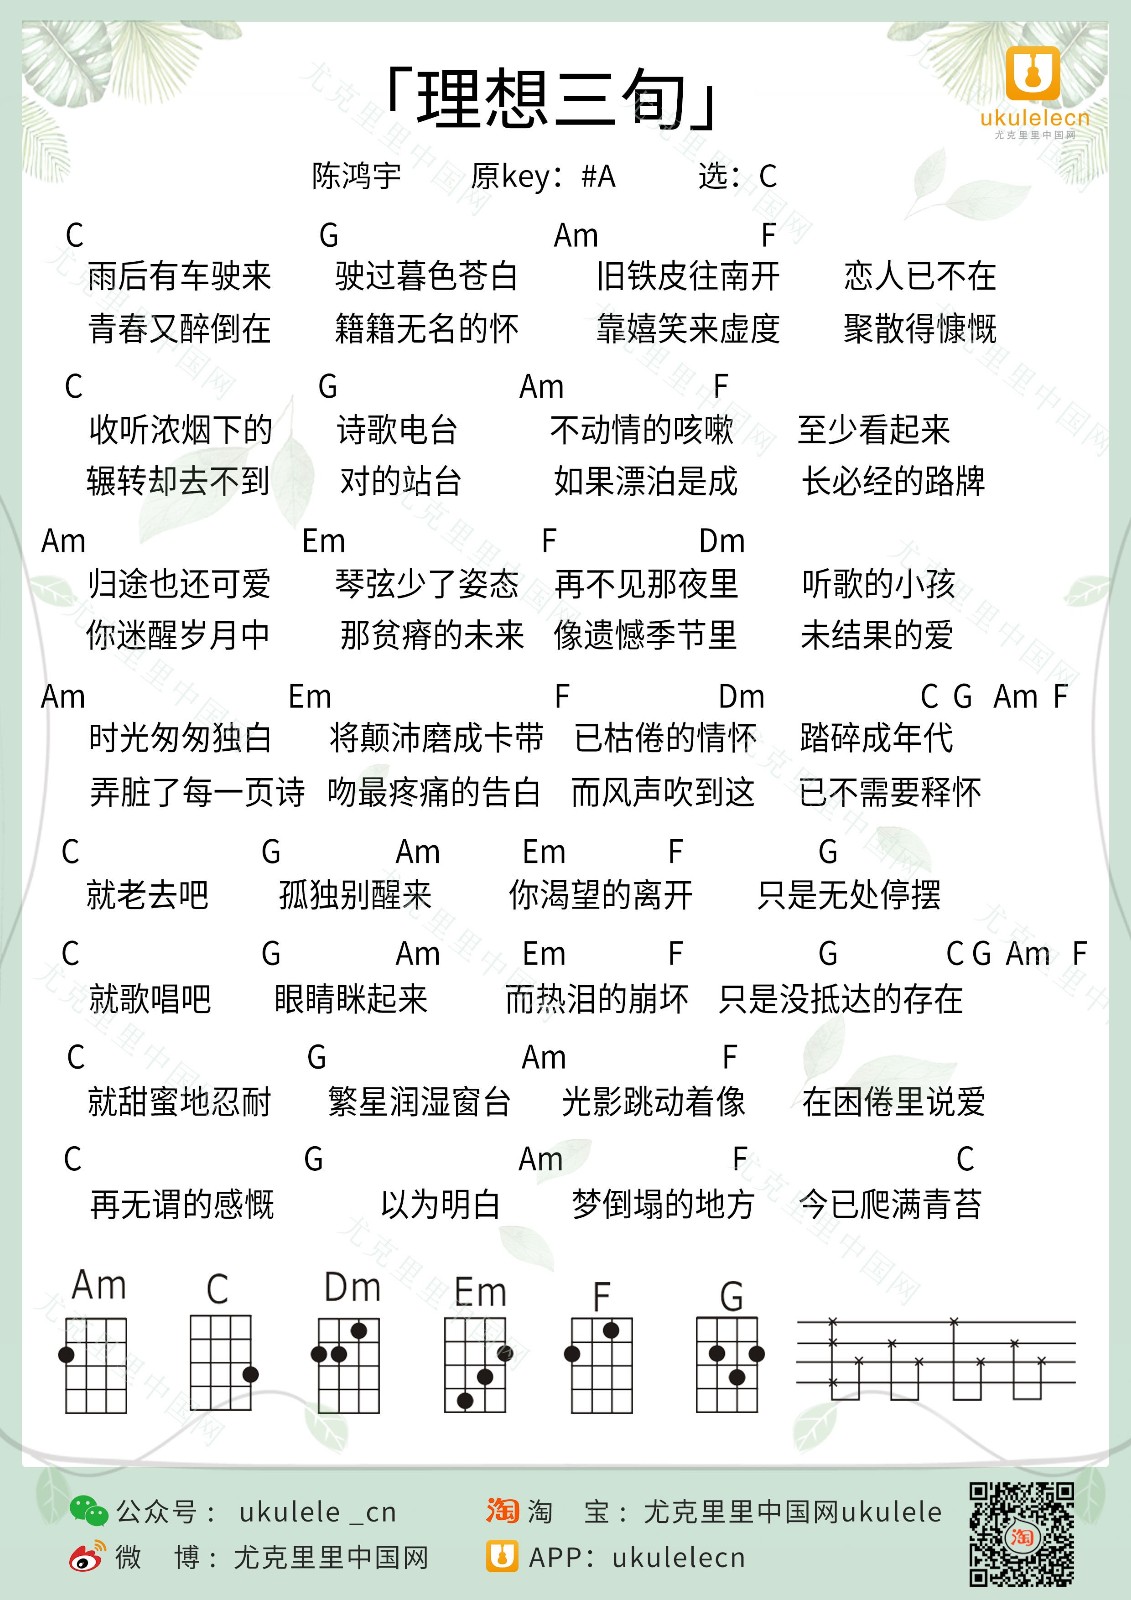 「理想三旬」
ukulelecn
尤克里里中国网
陈鸿宇 原key：#A 选：C
C G Am F
雨后有车驶来 驶过暮色苍白 旧铁皮往南开 恋人已不在
青春又醉倒在 籍籍无名的怀 靠嬉笑来虚度 聚散得慷慨
C G Am F
收听浓烟下的 诗歌电台 不动情的咳嗽 至少看起来
辗转却去不到 对的站台 如果漂泊是成 长必经的路牌
Am Em F Dm
归途也还可爱 琴弦少了姿态 再不见那夜里 听歌的小孩
你迷醒岁月中 那贫瘠的未来 像遗憾季节里 未结果的爱
Am Em F Dm C G Am F
时光匆匆独白 将颠沛磨成卡带 已枯倦的情怀 踏碎成年代
弄脏了每一页诗 吻最疼痛的告白 而风声吹到这 已不需要释怀
C G Am Em F G
就老去吧 孤独别醒来 你渴望的离开 只是无处停摆
C G Am Em F G C G Am F
就歌唱吧 眼睛眯起来 而热泪的崩坏 只是没抵达的存在
C G Am F
就甜蜜地忍耐 繁星润湿窗台 光影跳动着像 在困倦里说爱
C G Am F C
再无谓的感慨 以为明白 梦倒塌的地方 今已爬满青苔
Am C Dm Em F G
公众号： ukulele _cn 淘 淘 宝：尤克里里中国网ukulele
微 博：尤克里里中国网 APP：ukulelecn
淘